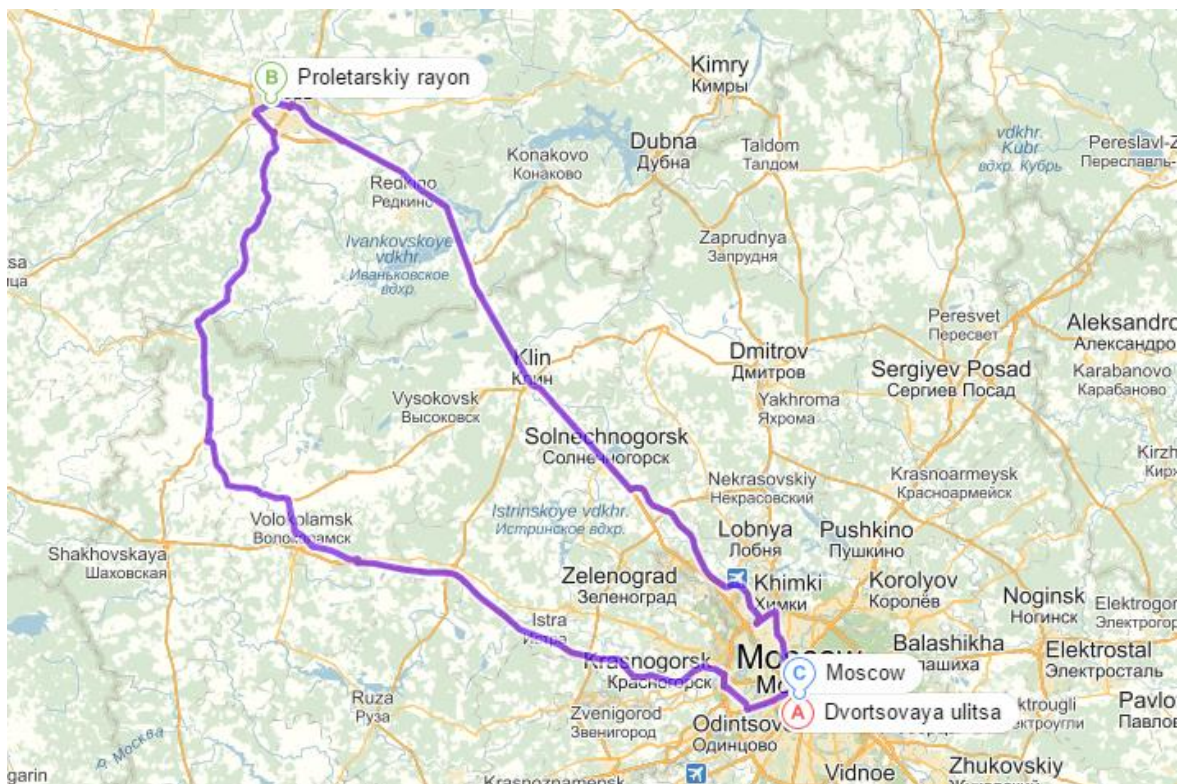 B Proletarskiy rayon
Kimry
Кимры
Dubna
Дубна
Taldom
Талдом
vdkhr.
Kubr
вдхр. Кубрь
Pereslavl-Z
Переславль-
Konakovo
Конаково
Redkino
Редкино
Zaprudnya
Запрудня
Ivankovskoye
vdkhr.
Иваньковское
вдхр.
Peresvet
Пересвет
Aleksandro
Александро
Klin
Клин
Dmitrov
Дмитров
Sergiyev Posad
Сергиев Посад
Karabanovo
Карабаново
Vysokovsk
Высоковск
Yakhroma
Яхрома
Solnechnogorsk
Солнечногорск
Nekrasovskiy
Некрасовский
Krasnoarmeysk
Красноармейск
Kirzh
Кирж
Istrinskoye vdkhr.
Истринское вдхр.
Volokolamsk
Волоколамск
Lobnya
Лобня
Pushkino
Пушкино
Shakhovskaya
Шаховская
Zelenograd
Зеленоград
Khimki
Химки
Korolyov
Королёв
Noginsk
Ногинск
Elektrogor
Электрогор
Istra
Истра
Balashikha
Балашиха
Elektrostal
Электросталь
Krasnogorsk
Красногорск
Moscow
C Moscow
A Dvortsovaya ulitsa
Ruza
Руза
Zvenigorod
Звенигород
Odintsovo
Одинцово
Pavlo
Павло
р. Москва
Vidnoe
Zhukovskiy
Krasnoznamensk
gagarin